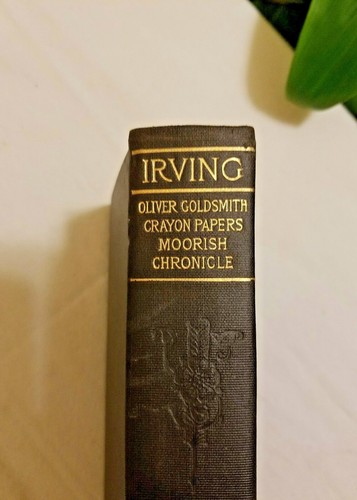 IRVING
OLIVER GOLDSMITH
CRAYON PAPERS
MOORISH
CHRONICLE